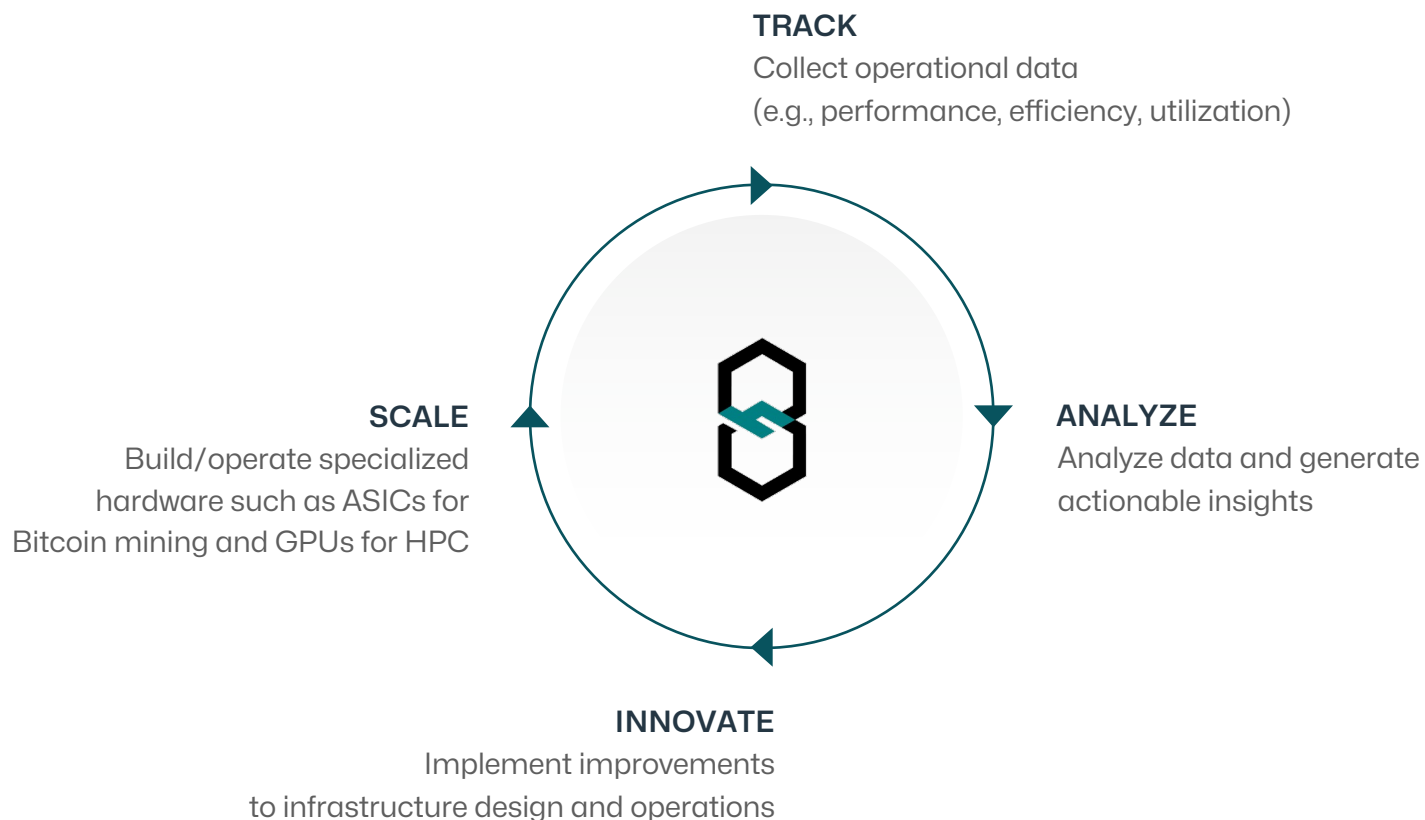 TRACK
Collect operational data
(e.g., performance, efficiency, utilization)
SCALE
Build/operate specialized
hardware such as ASICs for
Bitcoin mining and GPUs for HPC
ANALYZE
Analyze data and generate
actionable insights
INNOVATE
Implement improvements
to infrastructure design and operations